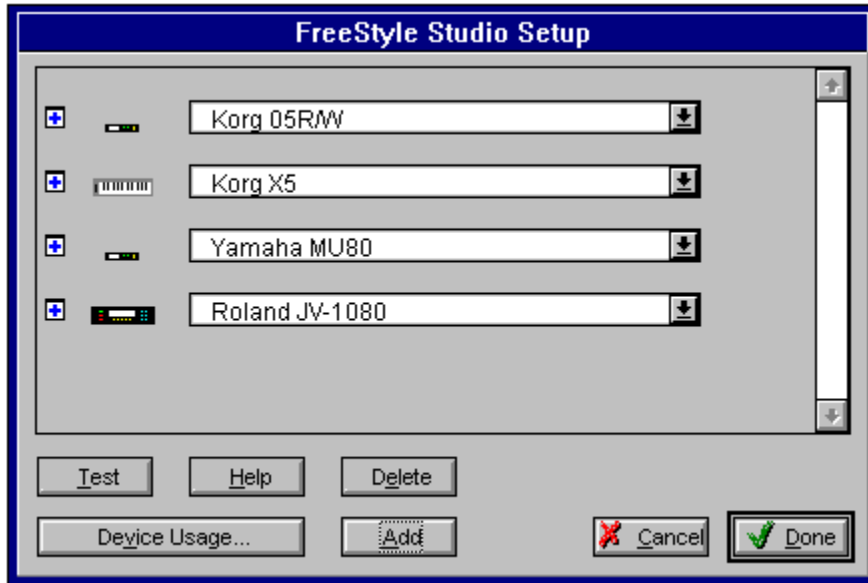 FreeStyle Studio Setup
Korg 05R/W
Korg X5
Yamaha MU80
Roland JV-1080
Test Help Delete
Device Usage... Add Cancel Done